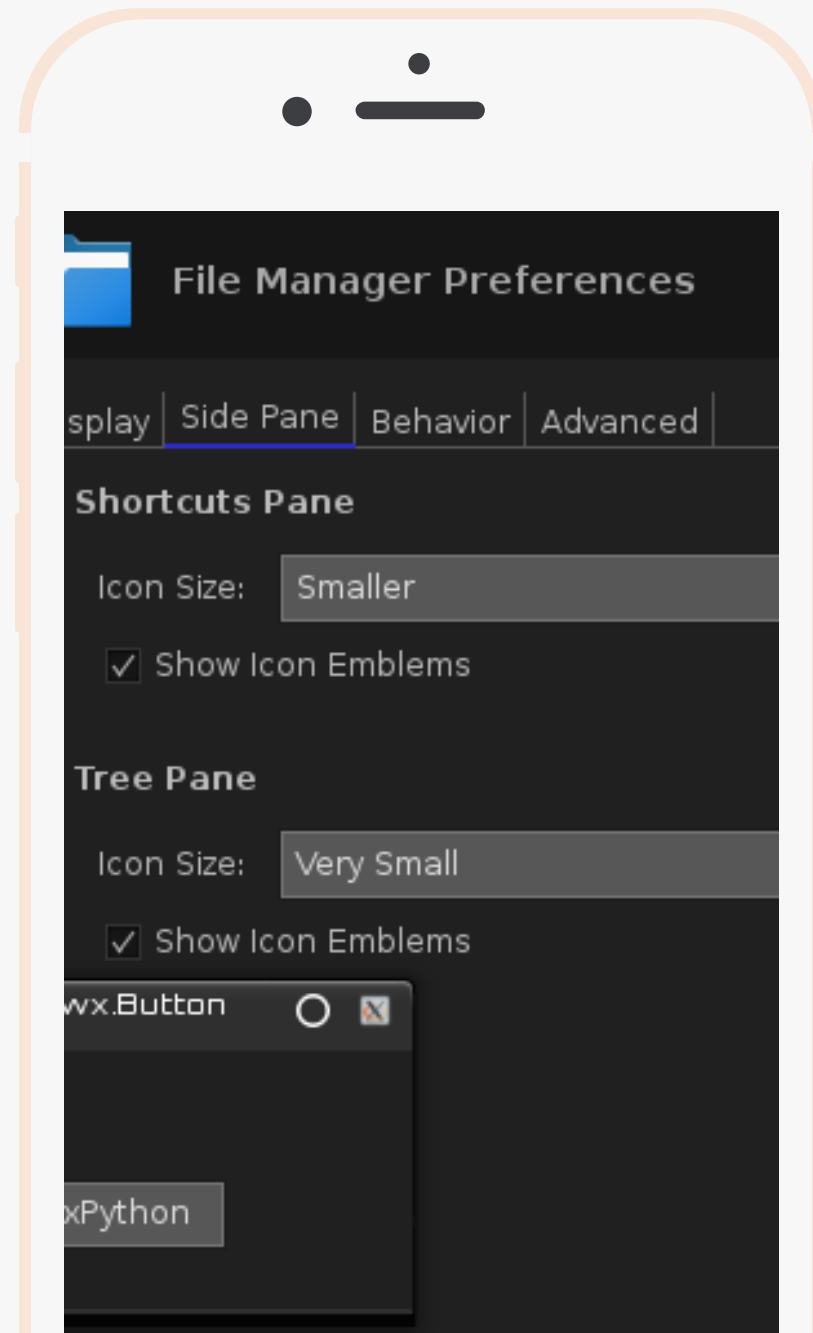 File Manager Preferences
splay Side Pane Behavior Advanced
Shortcuts Pane
Icon Size: Smaller
Show Icon Emblems
Tree Pane
Icon Size: Very Small
Show Icon Emblems
wx.Button
xPython